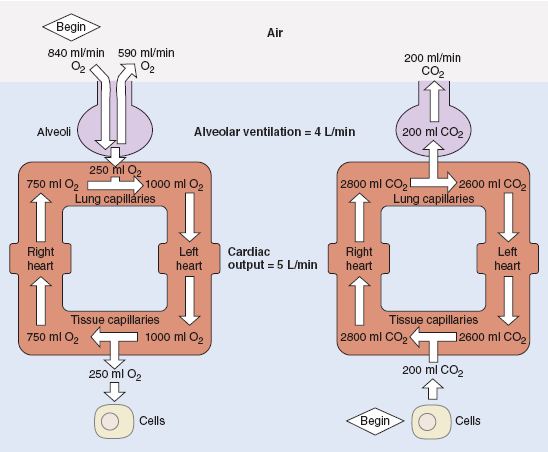 Begin
Air
840 ml/min
O2
590 ml/min
O2
200 ml/min
CO2
Alveoli
Alveolar ventilation = 4 L/min
200 ml CO2
250 ml O2
750 ml O2
1000 ml O2
Lung capillaries
2800 ml CO2
2600 ml CO2
Lung capillaries
Right
heart
Left
heart
Cardiac
output = 5 L/min
Right
heart
Left
heart
Tissue capillaries
750 ml O2
1000 ml O2
Tissue capillaries
2800 ml CO2
2600 ml CO2
250 ml O2
200 ml CO2
Cells
Begin
Cells